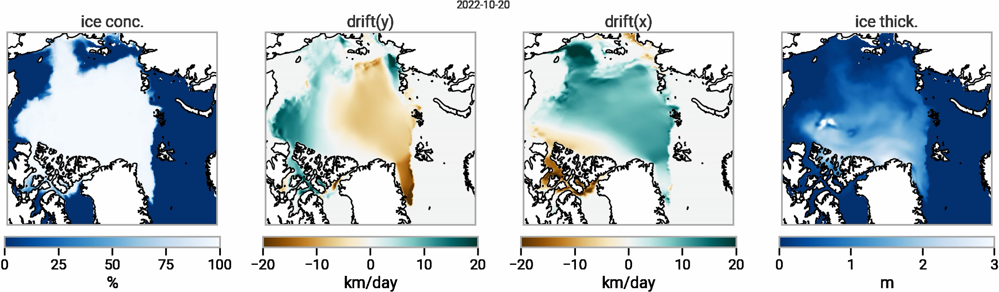 2022-10-20
ice conc.
drift(y)
drift(x)
ice thick.
0 25 50 75 100
%
−20 −10 0 10 20
km/day
−20 −10 0 10 20
km/day
0 1 2 3
m